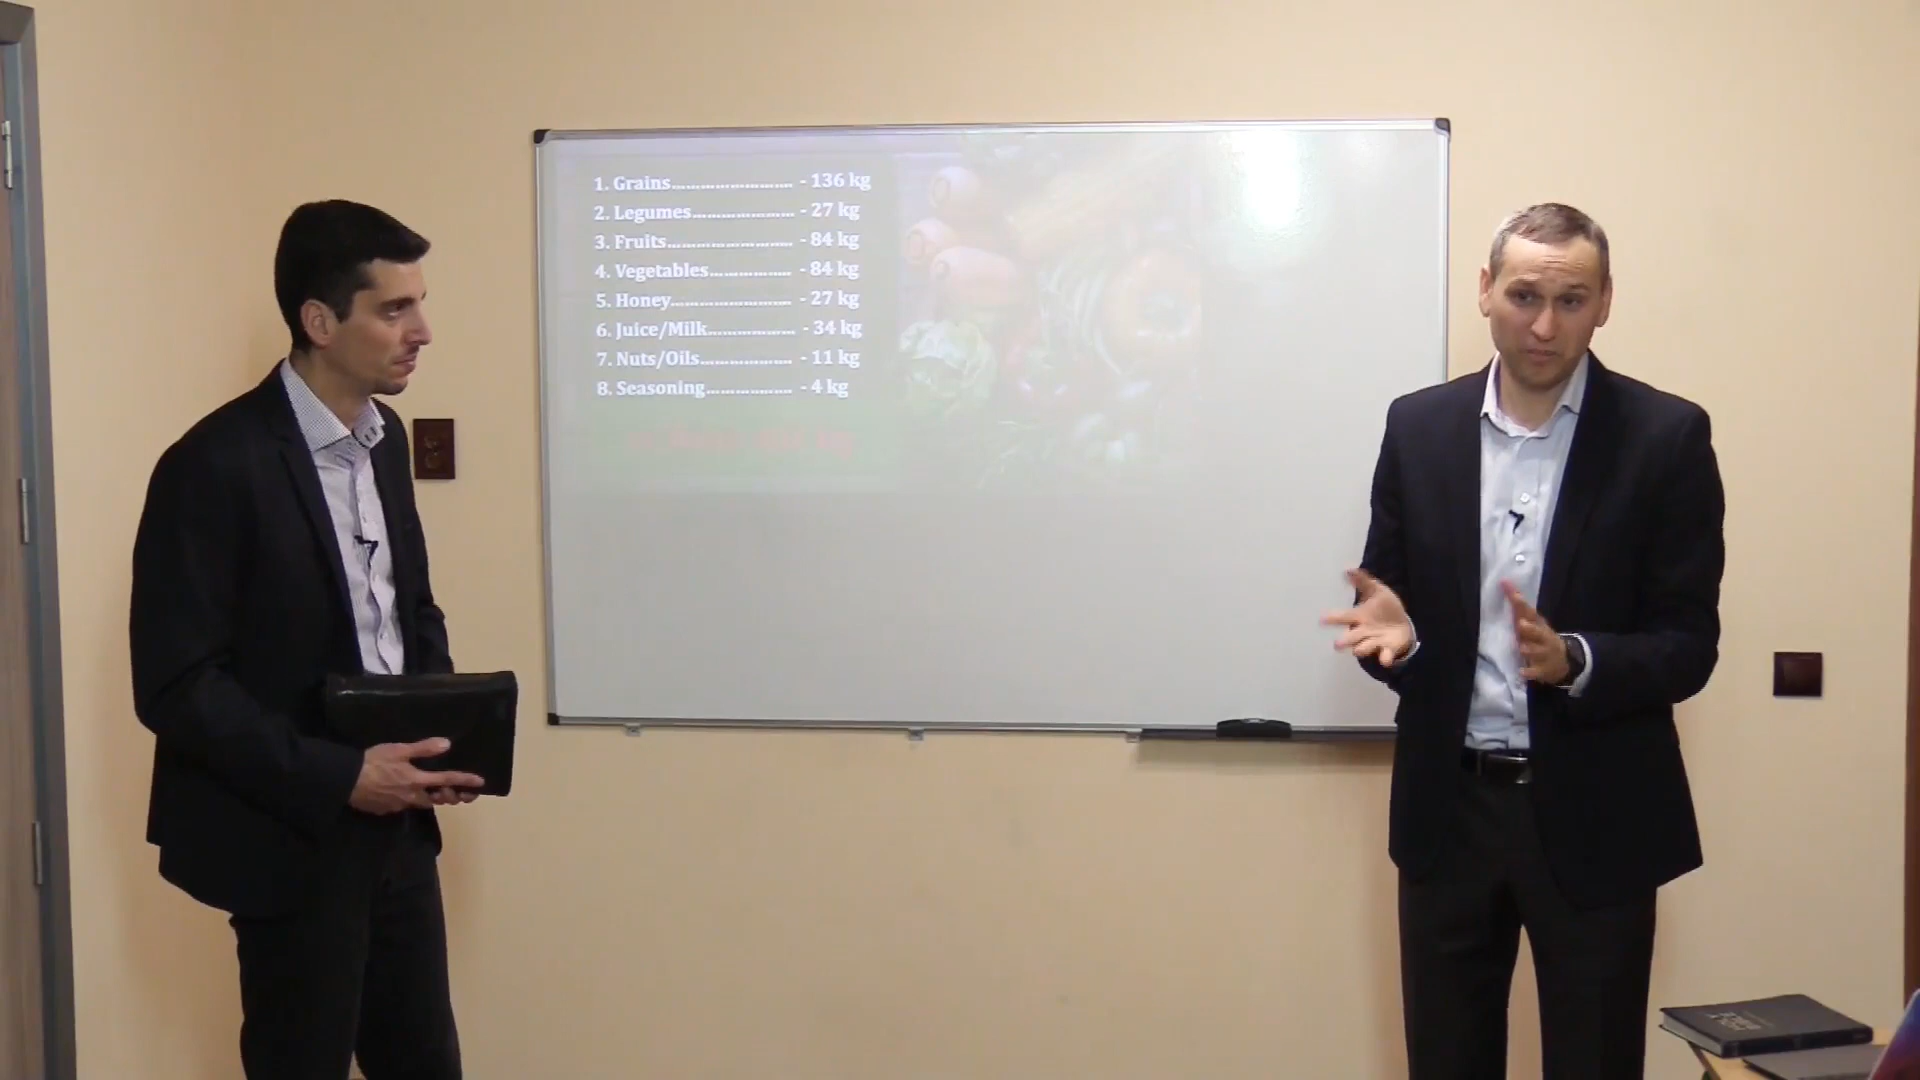 1. Grains........................ - 136 kg
2. Legumes.................... - 27 kg
3. Fruits......................... - 84 kg
4. Vegetables................ - 84 kg
5. Honey........................ - 27 kg
6. Juice/Milk................. - 34 kg
7. Nuts/Oils.................. - 11 kg
8. Seasoning................. - 4 kg
kg